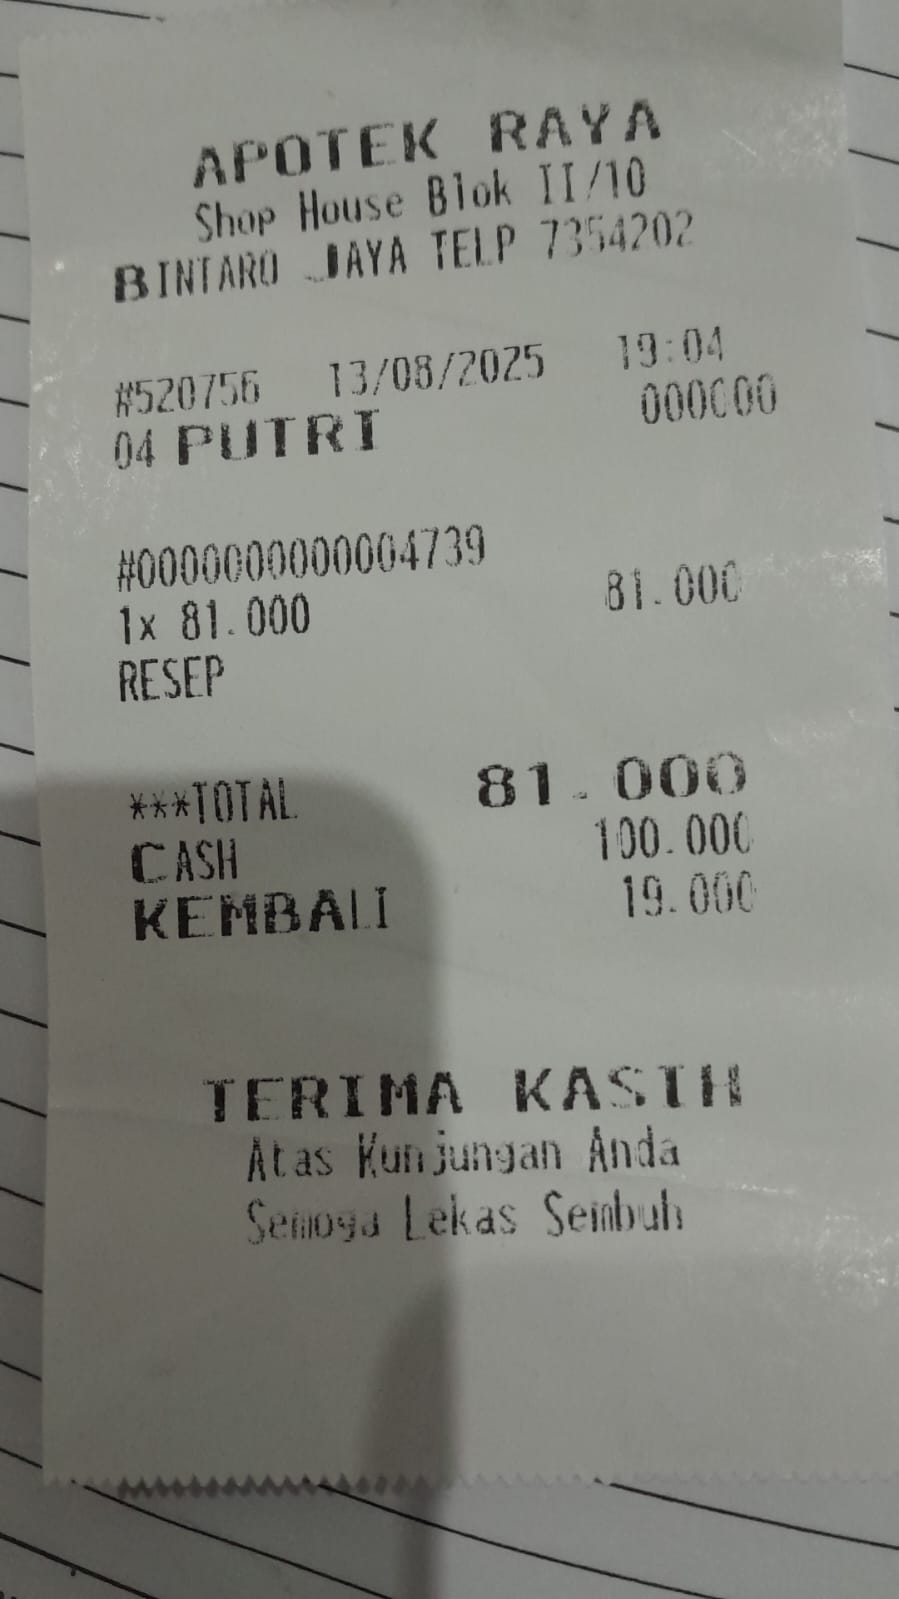 APOTEK RAYA
Shop House Blok II/10
BINTARO JAYA TELP 7354202
#520756 13/08/2025 19:04
04 PUTRI 000000
#0000000000004739
1x 81.000 81.000
RESEP
***TOTAL 81.000
CASH 100.000
KEMBALI 19.000
TERIMA KASIH
Atas Kunjungan Anda
Semoga Lekas Sembuh